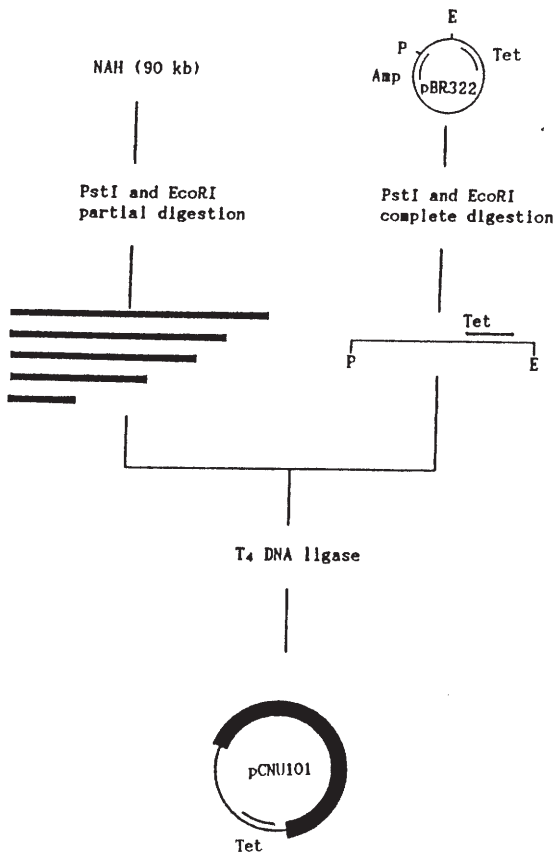 E
P
Tet
NAH (90 kb)
Amp
pBR322
PstI and EcoRI
partial digestion
PstI and EcoRI
complete digestion
Tet
P
E
T₄ DNA ligase
pCNU101
Tet